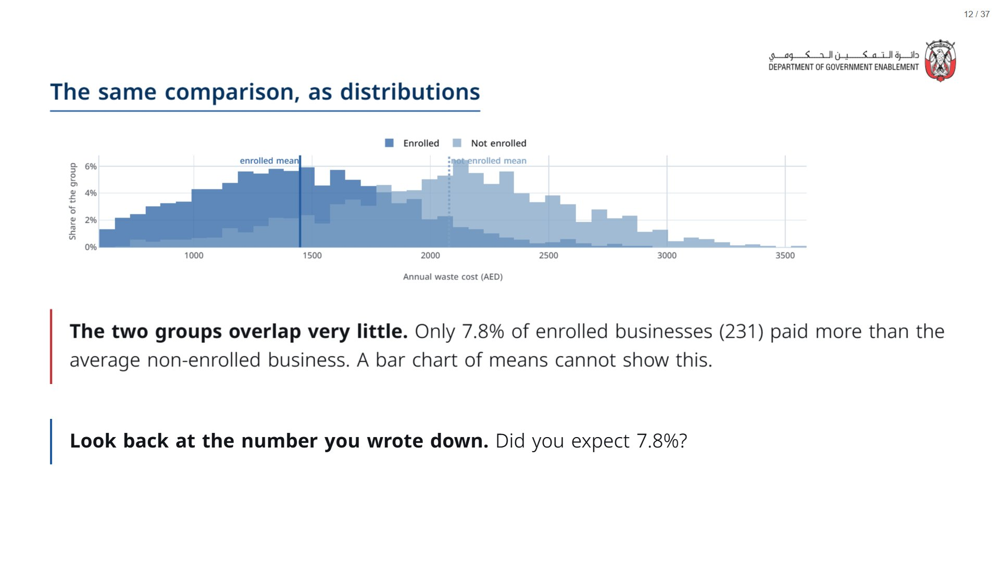 12 / 37
دائرة التمكين الحكومي
DEPARTMENT OF GOVERNMENT ENABLEMENT
The same comparison, as distributions
Enrolled Not enrolled
enrolled mean not enrolled mean
Share of the group
6%
4%
2%
0%
1000 1500 2000 2500 3000 3500
Annual waste cost (AED)
The two groups overlap very little. Only 7.8% of enrolled businesses (231) paid more than the
average non-enrolled business. A bar chart of means cannot show this.
Look back at the number you wrote down. Did you expect 7.8%?